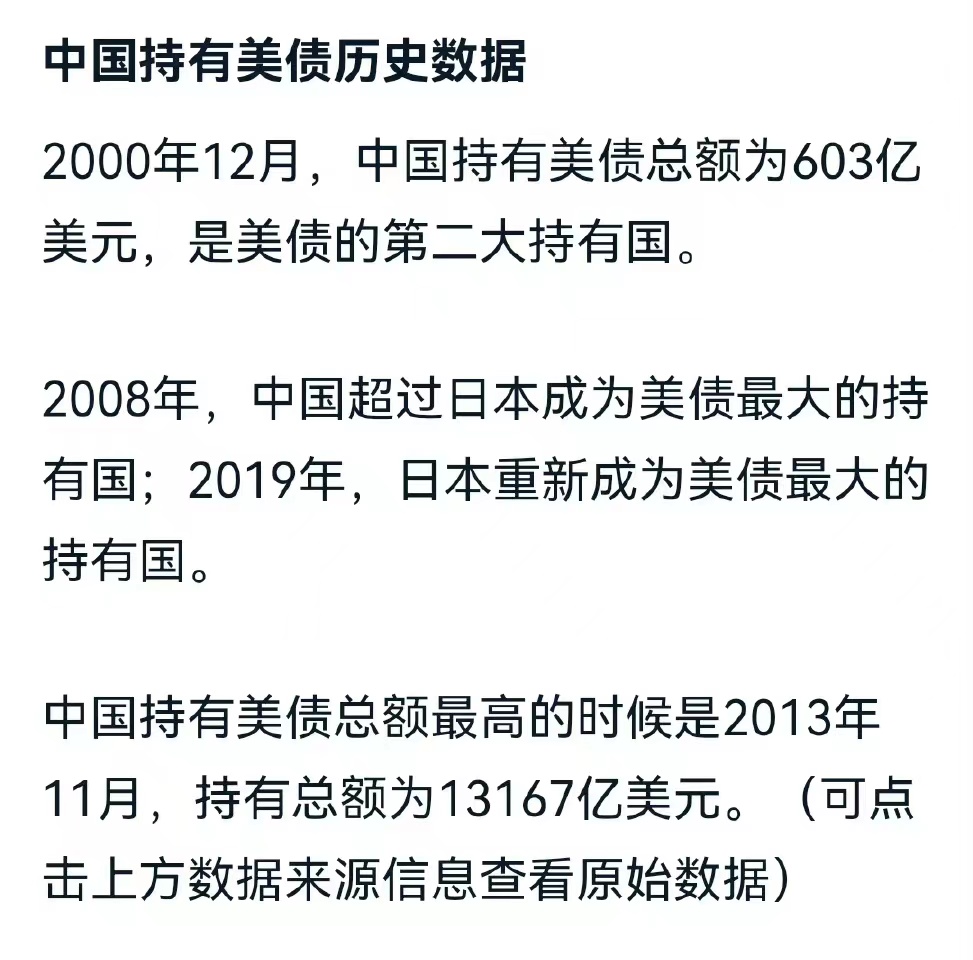 中国持有美债历史数据
2000年12月，中国持有美债总额为603亿
美元，是美债的第二大持有国。
2008年，中国超过日本成为美债最大的持
有国；2019年，日本重新成为美债最大的
持有国。
中国持有美债总额最高的时候是2013年
11月，持有总额为13167亿美元。（可点
击上方数据来源信息查看原始数据）